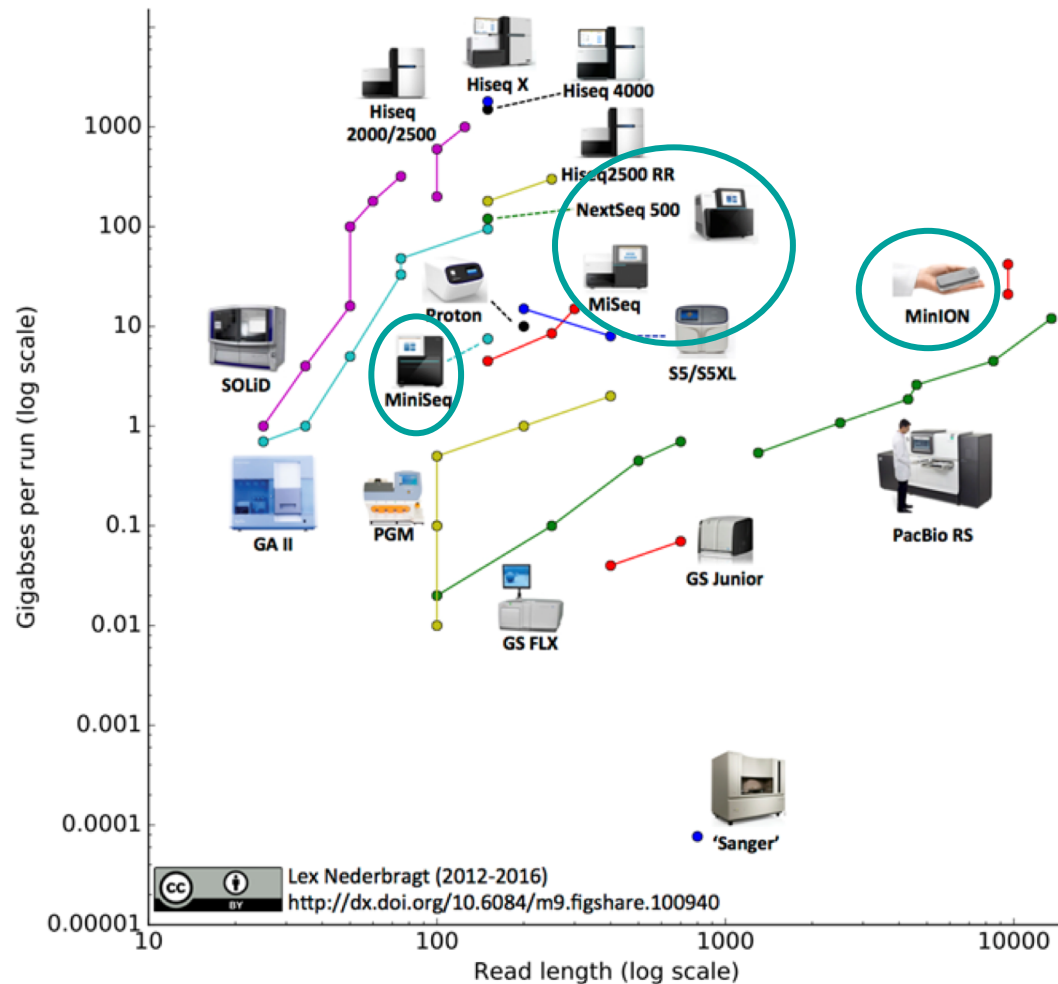 Hiseq X
Hiseq 4000
Hiseq
2000/2500
1000
Hiseq2500 RR
100
NextSeq 500
MiSeq
MinION
10
Proton
SOLiD
MiniSeq
S5/S5XL
1
Gigabses per run (log scale)
GA II
PGM
PacBio RS
0.1
GS Junior
0.01
GS FLX
0.001
0.0001
'Sanger'
cc
BY
Lex Nederbragt (2012-2016)
http://dx.doi.org/10.6084/m9.figshare.100940
0.00001
10
100
1000
10000
Read length (log scale)